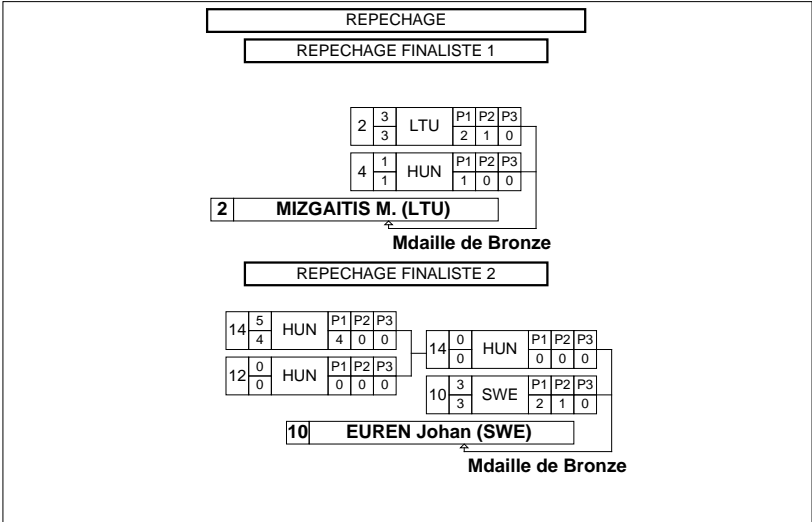 REPECHAGE
REPECHAGE FINALISTE 1
2 3 3 LTU P1 P2 P3 2 1 0
4 1 1 HUN P1 P2 P3 1 0 0
2 MIZGAITIS M. (LTU)
Mdaille de Bronze
REPECHAGE FINALISTE 2
14 5 4 HUN P1 P2 P3 4 0 0
12 0 0 HUN P1 P2 P3 0 0 0
14 0 0 HUN P1 P2 P3 0 0 0
10 3 3 SWE P1 P2 P3 2 1 0
10 EUREN Johan (SWE)
Mdaille de Bronze